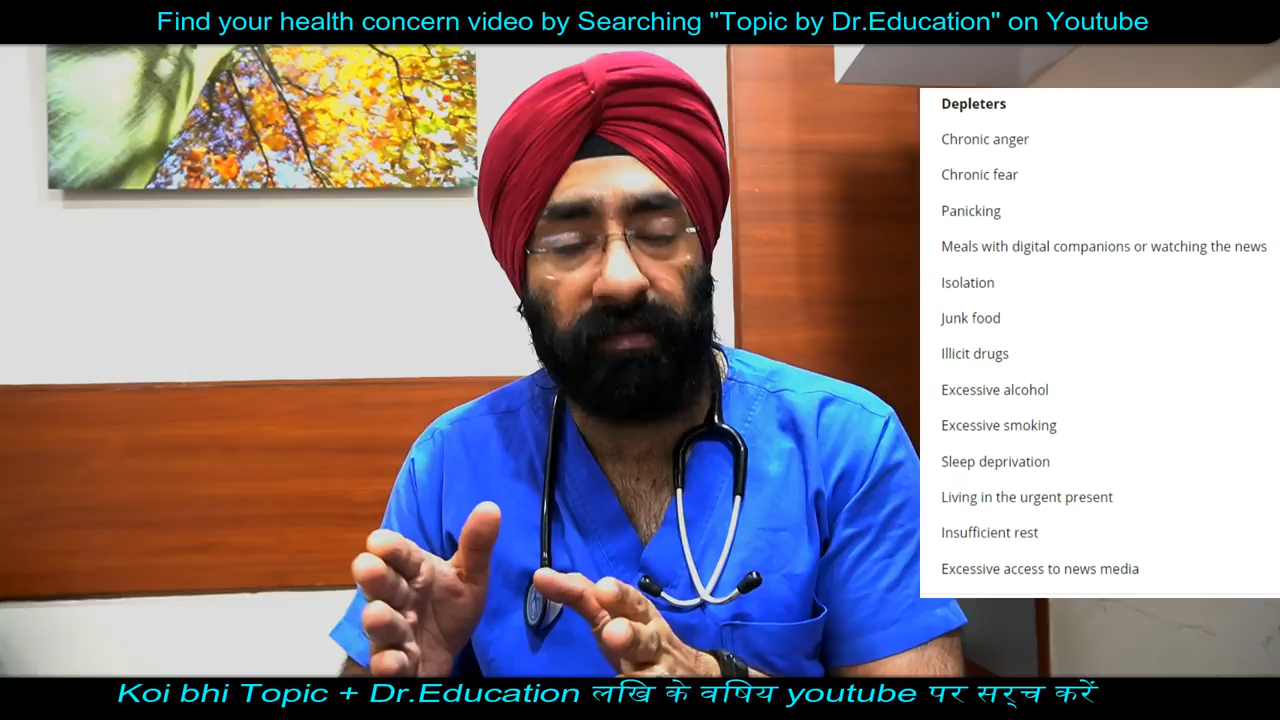 Find your health concern video by Searching "Topic by Dr.Education" on Youtube
Depleters
Chronic anger
Chronic fear
Panicking
Meals with digital companions or watching the news
Isolation
Junk food
Illicit drugs
Excessive alcohol
Excessive smoking
Sleep deprivation
Living in the urgent present
Insufficient rest
Excessive access to news media
Koi bhi Topic + Dr.Education लखि के वषिय youtube पर सर्च करें